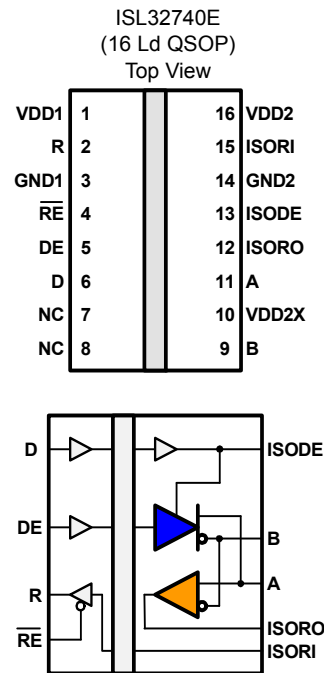 ISL32740E
(16 Ld QSOP)
Top View
VDD1 1 16 VDD2
R 2 15 ISORI
GND1 3 14 GND2
RE 4 13 ISODE
DE 5 12 ISORO
D 6 11 A
NC 7 10 VDD2X
NC 8 9 B
D ISODE
DE B
R A
RE ISORO
ISORI